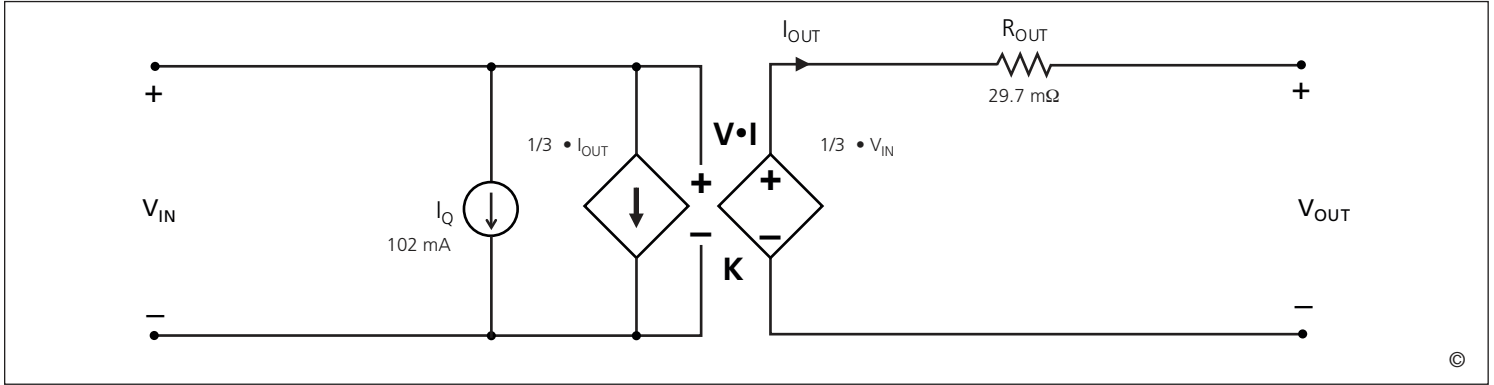 I_OUT
R_OUT
29.7 mΩ
+
+
1/3 • I_OUT
V•I
1/3 • V_IN
+
+
V_IN
I_Q
102 mA
V_OUT
–
–
K
–
–
©